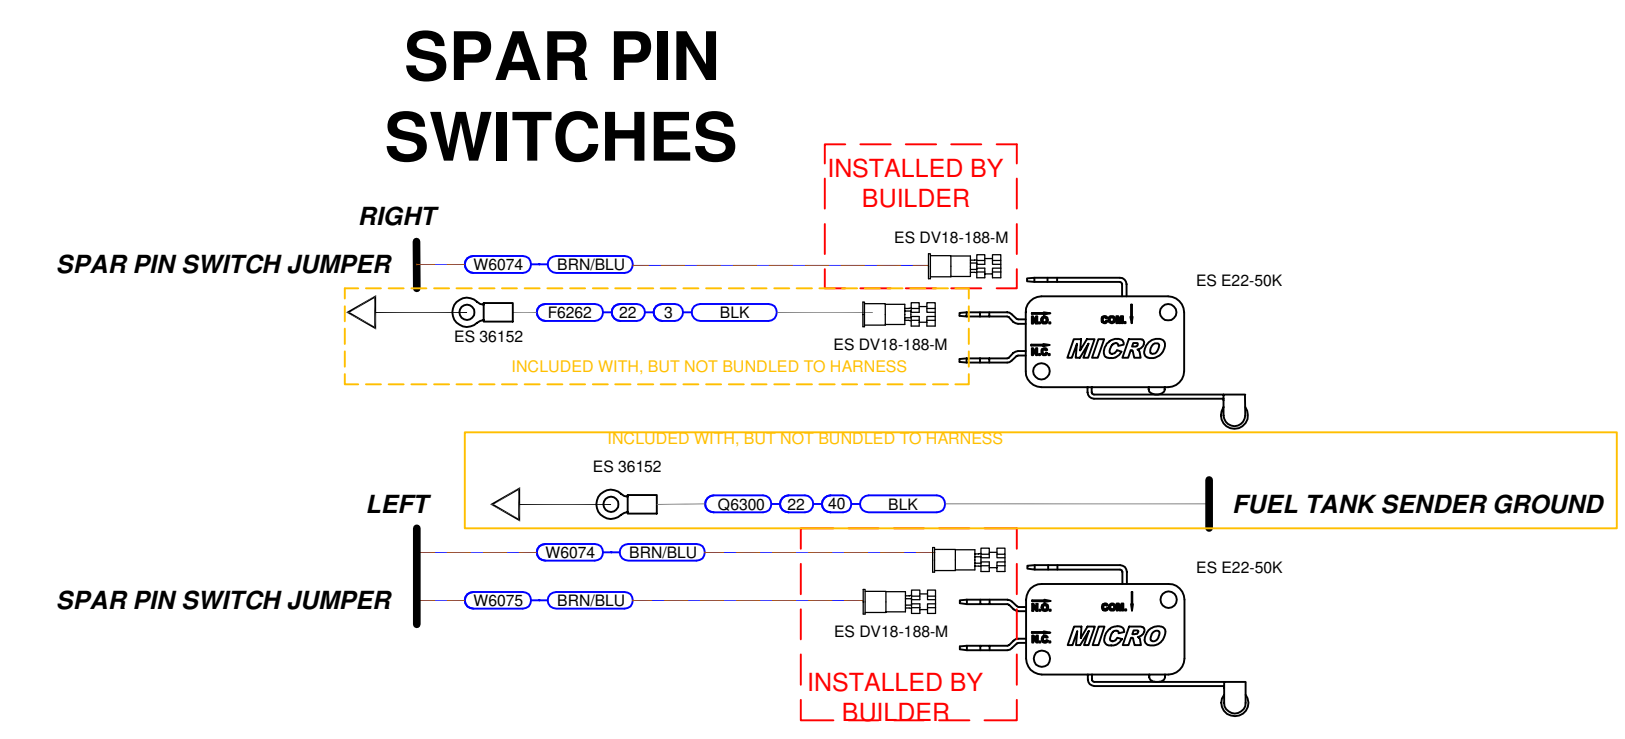 SPAR PIN
SWITCHES
INSTALLED BY
BUILDER
RIGHT
ES DV18-188-M
SPAR PIN SWITCH JUMPER
W6074
BRN/BLU
ES E22-50K
F6262
22
3
BLK
ES 36152
ES DV18-188-M
N.O.
COM.
N.C.
MICRO
INCLUDED WITH, BUT NOT BUNDLED TO HARNESS
INCLUDED WITH, BUT NOT BUNDLED TO HARNESS
ES 36152
LEFT
Q6300
22
40
BLK
FUEL TANK SENDER GROUND
W6074
BRN/BLU
ES E22-50K
SPAR PIN SWITCH JUMPER
W6075
BRN/BLU
ES DV18-188-M
N.O.
COM.
N.C.
MICRO
INSTALLED BY
BUILDER